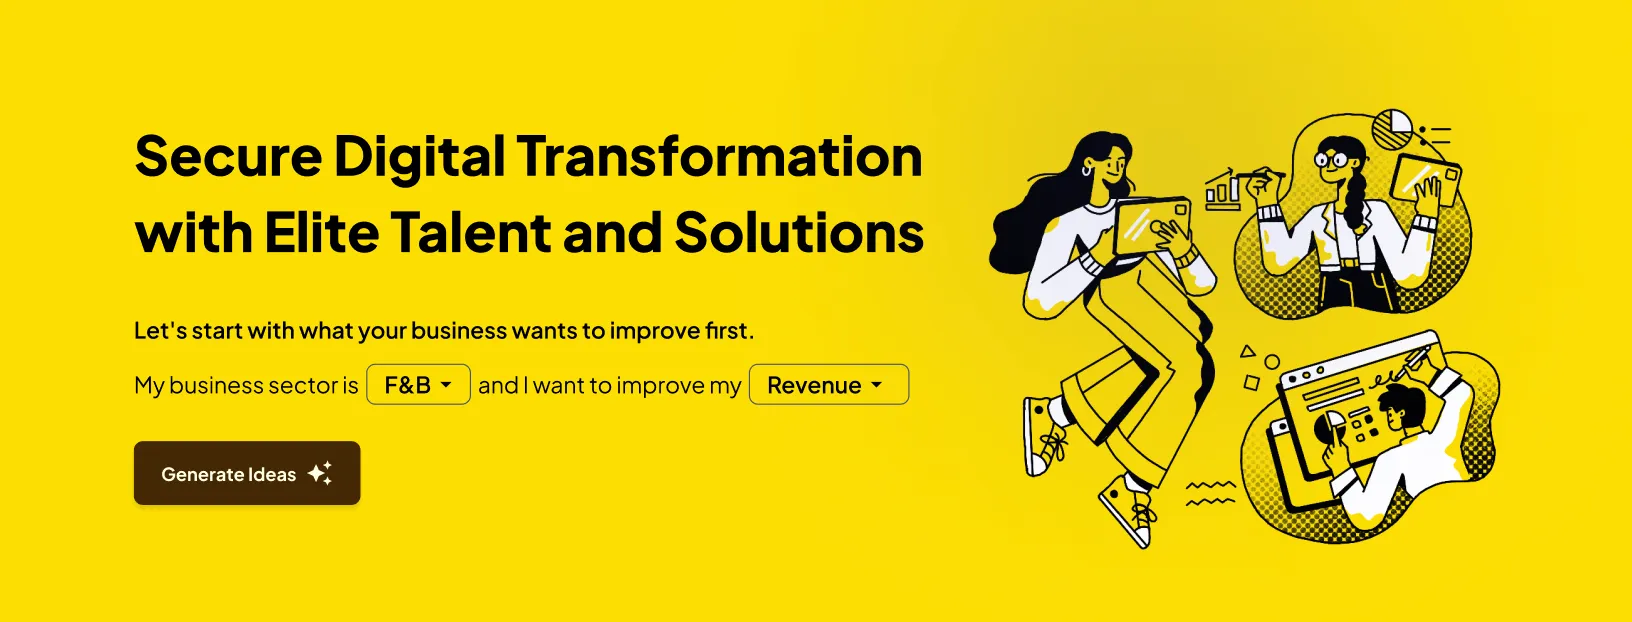 Secure Digital Transformation
with Elite Talent and Solutions
Let's start with what your business wants to improve first.
My business sector is F&B and I want to improve my Revenue
Generate Ideas